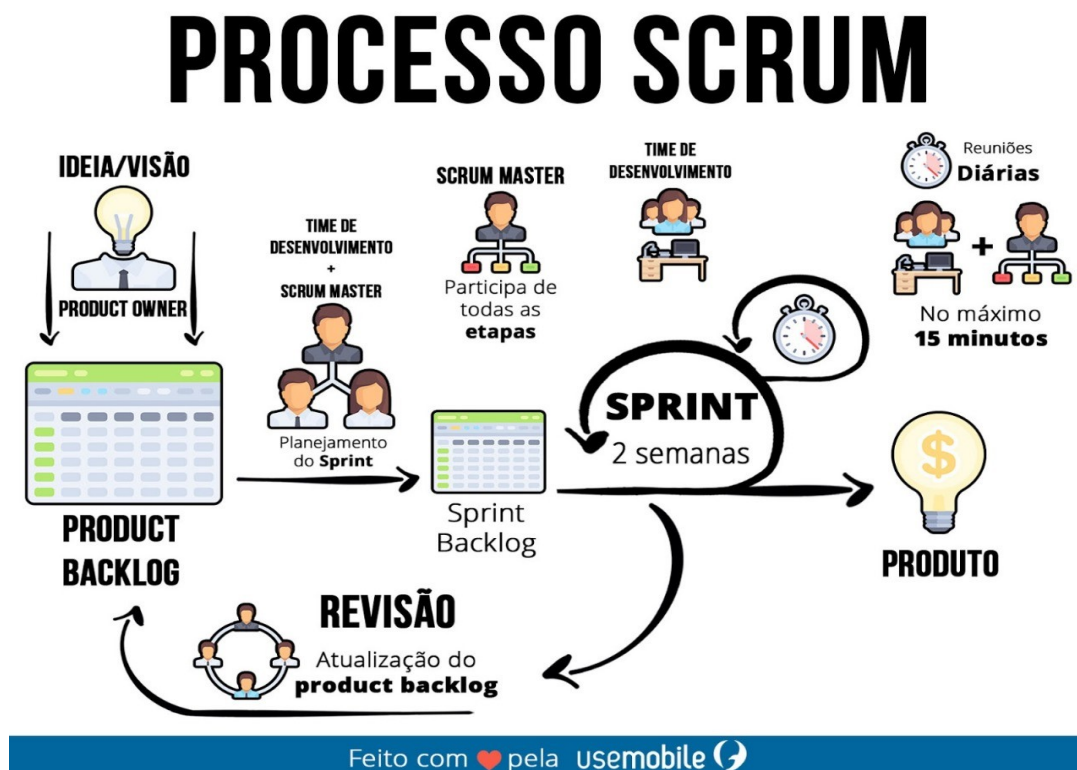 PROCESSO SCRUM
IDEIA/VISÃO
PRODUCT OWNER
PRODUCT
BACKLOG
TIME DE
DESENVOLVIMENTO
+
SCRUM MASTER
Planejamento
do Sprint
SCRUM MASTER
Participa de
todas as
etapas
Sprint
Backlog
TIME DE
DESENVOLVIMENTO
SPRINT
2 semanas
Reuniões
Diárias
+
No máximo
15 minutos
$
PRODUTO
REVISÃO
Atualização do
product backlog
Feito com ❤ pela usemobile